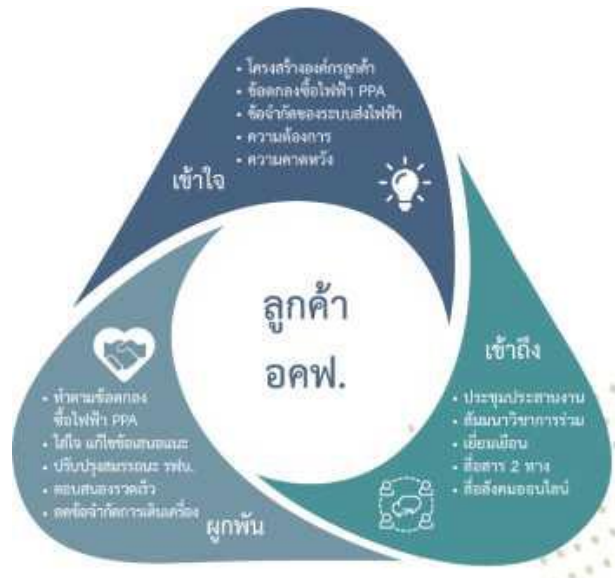 • โครงสร้างองค์กรลูกค้า
• ข้อตกลงซื้อไฟฟ้า PPA
• ข้อจำกัดของระบบส่งไฟฟ้า
• ความต้องการ
• ความคาดหวัง
เข้าใจ
ลูกค้า
อคฟ.
เข้าถึง
• ประชุมประสานงาน
• สัมมนาวิชาการร่วม
• เยี่ยมเยือน
• สื่อสาร 2 ทาง
• สื่อสังคมออนไลน์
• ทำตามข้อตกลง
ซื้อไฟฟ้า PPA
• ใส่ใจ แก้ไขข้อเสนอแนะ
• ปรับปรุงสมรรถนะ รฟน.
• ตอบสนองรวดเร็ว
• ลดข้อจำกัดการเดินเครื่อง
ผูกพัน